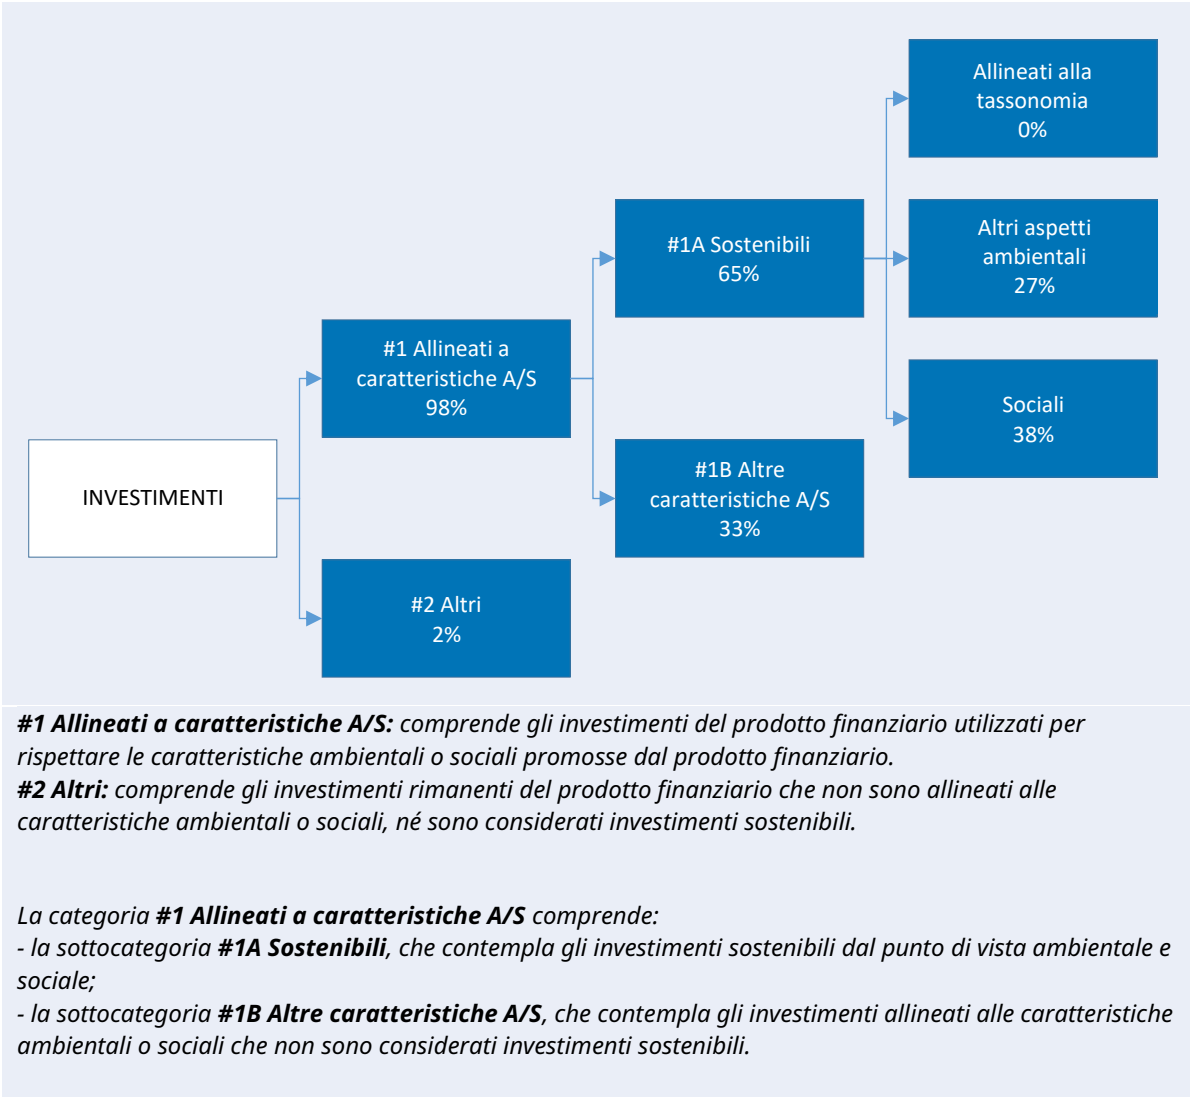 Allineati alla
tassonomia
0%
Altri aspetti
ambientali
27%
#1A Sostenibili
65%
#1 Allineati a
caratteristiche A/S
98%
Sociali
38%
INVESTIMENTI
#1B Altre
caratteristiche A/S
33%
#2 Altri
2%
#1 Allineati a caratteristiche A/S: comprende gli investimenti del prodotto finanziario utilizzati per
rispettare le caratteristiche ambientali o sociali promosse dal prodotto finanziario.
#2 Altri: comprende gli investimenti rimanenti del prodotto finanziario che non sono allineati alle
caratteristiche ambientali o sociali, né sono considerati investimenti sostenibili.
La categoria #1 Allineati a caratteristiche A/S comprende:
- la sottocategoria #1A Sostenibili, che contempla gli investimenti sostenibili dal punto di vista ambientale e
sociale;
- la sottocategoria #1B Altre caratteristiche A/S, che contempla gli investimenti allineati alle caratteristiche
ambientali o sociali che non sono considerati investimenti sostenibili.